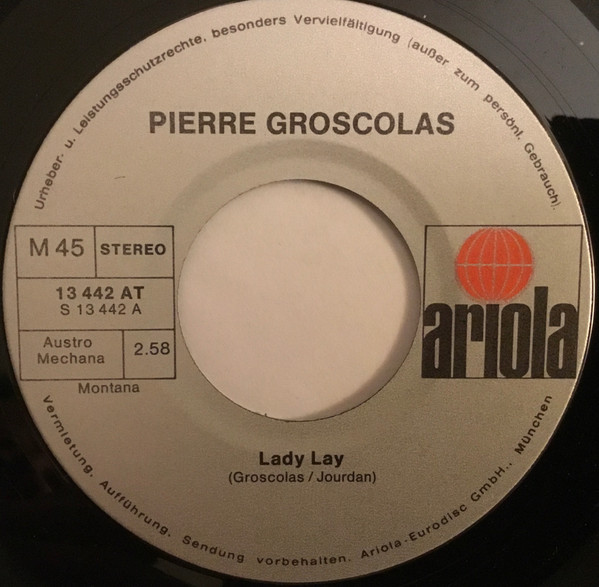 Urheber- u. Leistungsschutzrechte, besonders Vervielfältigung (außer zum persönl. Gebrauch).
PIERRE GROSCOLAS
M 45
STEREO
13 442 AT
S 13 442 A
Austro
Mechana
2.58
Montana
ariola
Lady Lay
(Groscolas / Jourdan)
Vermietung. Aufführung. Sendung vorbehalten. Ariola-Eurodisc GmbH., München